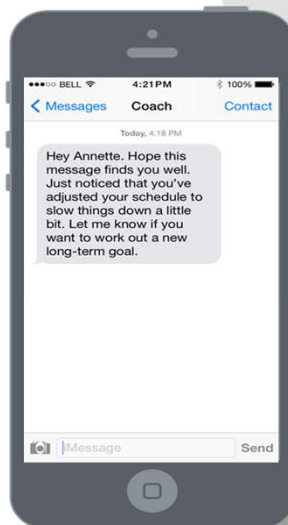 ●●●○○ BELL 4:21PM 100%
Messages Coach Contact
Today, 4:18 PM
Hey Annette. Hope this
message finds you well.
Just noticed that you've
adjusted your schedule to
slow things down a little
bit. Let me know if you
want to work out a new
long-term goal.
iMessage Send